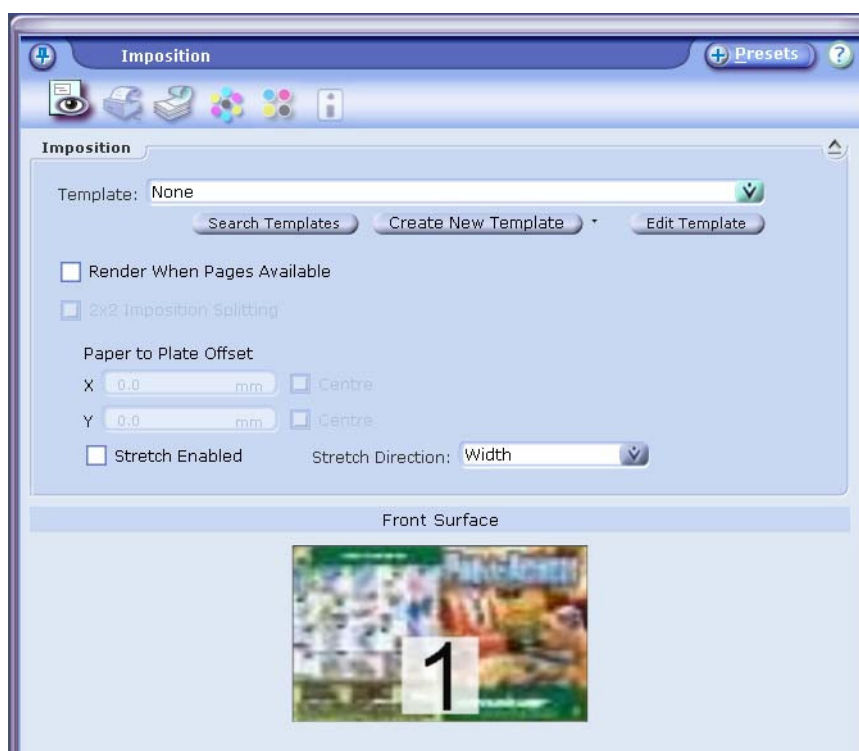 Imposition
Presets ?
Imposition
Template: None
Search Templates Create New Template Edit Template
Render When Pages Available
2x2 Imposition Splitting
Paper to Plate Offset
X 0.0 mm Centre
Y 0.0 mm Centre
Stretch Enabled Stretch Direction: Width
Front Surface
1